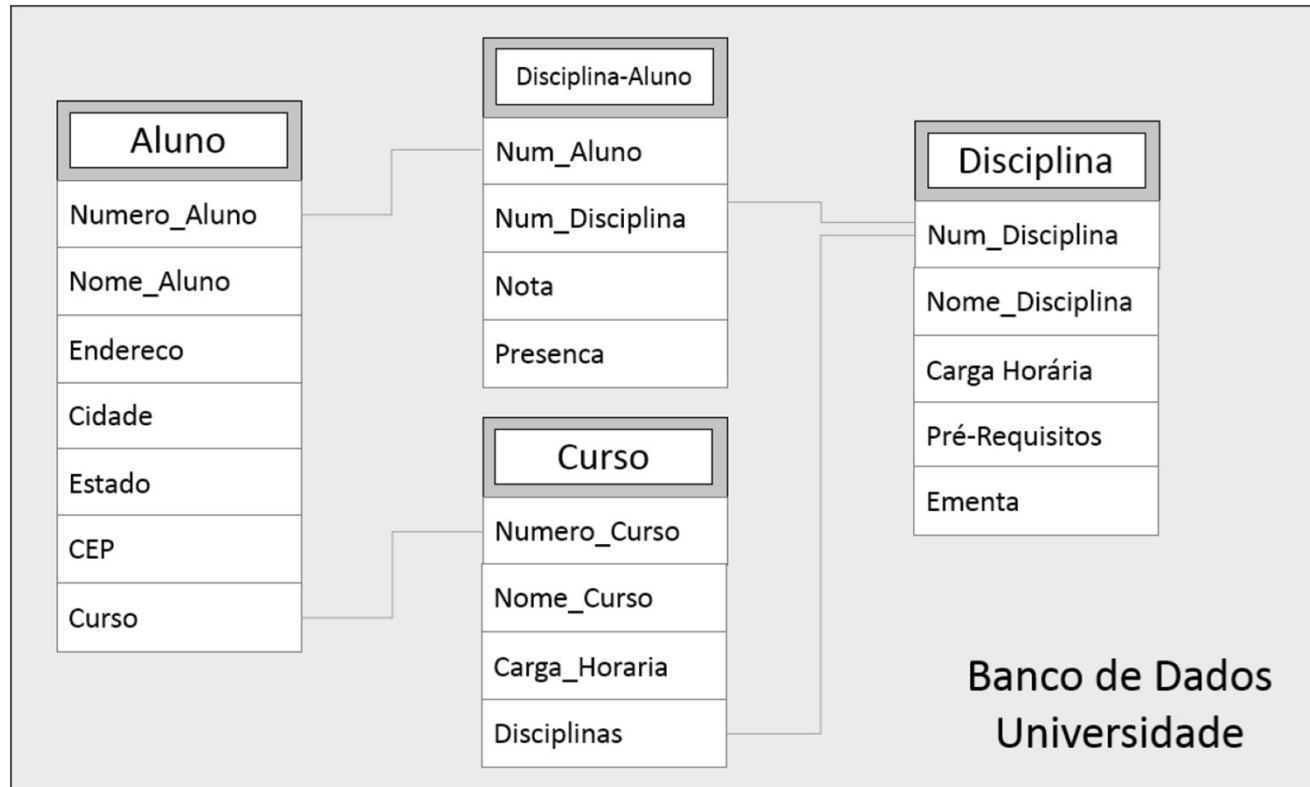 Aluno
Numero_Aluno
Nome_Aluno
Endereco
Cidade
Estado
CEP
Curso
Disciplina-Aluno
Num_Aluno
Num_Disciplina
Nota
Presenca
Curso
Numero_Curso
Nome_Curso
Carga_Horaria
Disciplinas
Disciplina
Num_Disciplina
Nome_Disciplina
Carga Horária
Pré-Requisitos
Ementa
Banco de Dados
Universidade